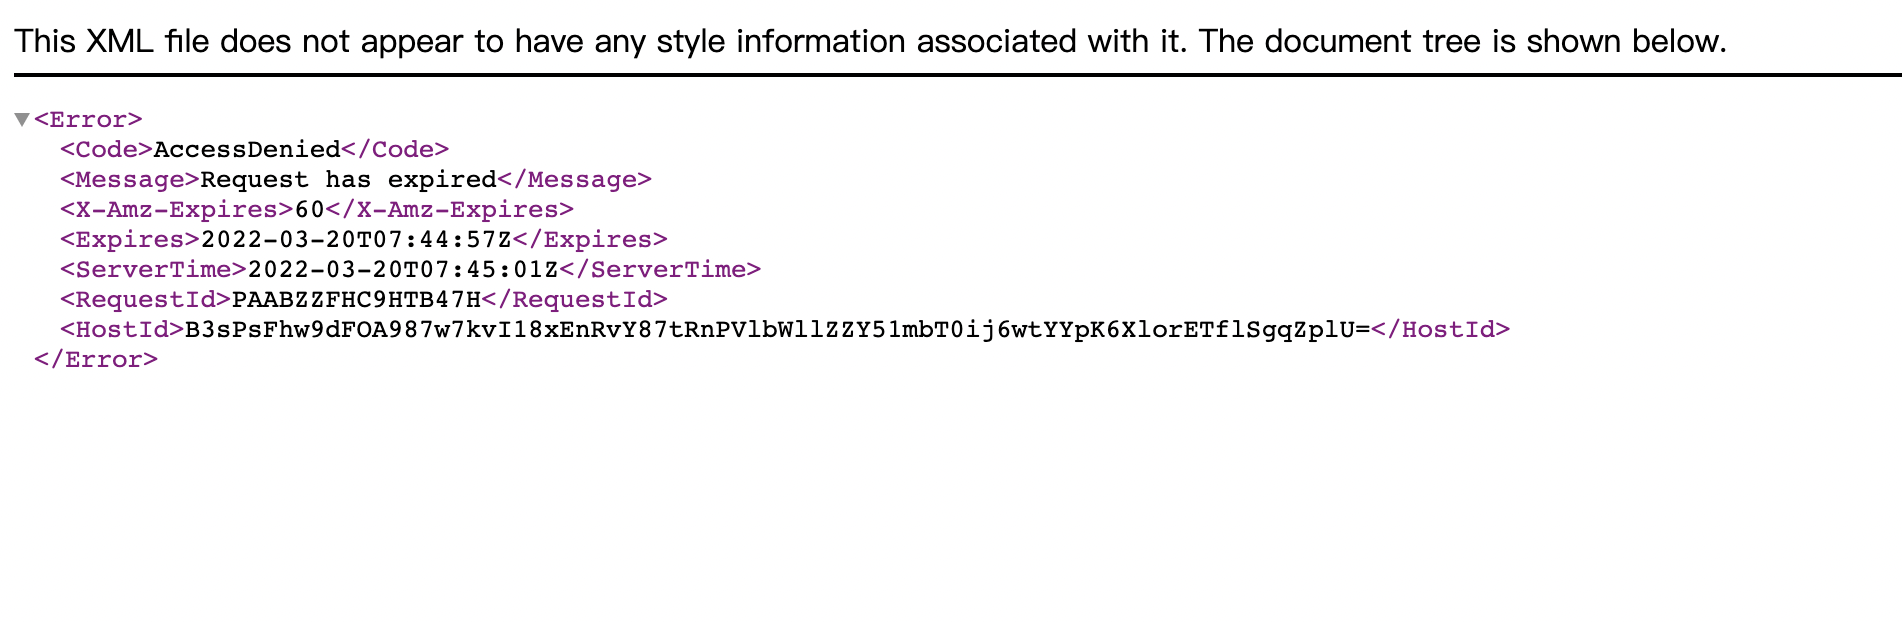 This XML file does not appear to have any style information associated with it. The document tree is shown below.
▼<Error>
<Code>AccessDenied</Code>
<Message>Request has expired</Message>
<X-Amz-Expires>60</X-Amz-Expires>
<Expires>2022-03-20T07:44:57Z</Expires>
<ServerTime>2022-03-20T07:45:01Z</ServerTime>
<RequestId>PAABZZFHC9HTB47H</RequestId>
<HostId>B3sPsFhw9dFOA987w7kvI18xEnRvY87tRnPVlbWllZZY51mbT0ij6wtYYpK6XlorETflSgqZplU=</HostId>
</Error>